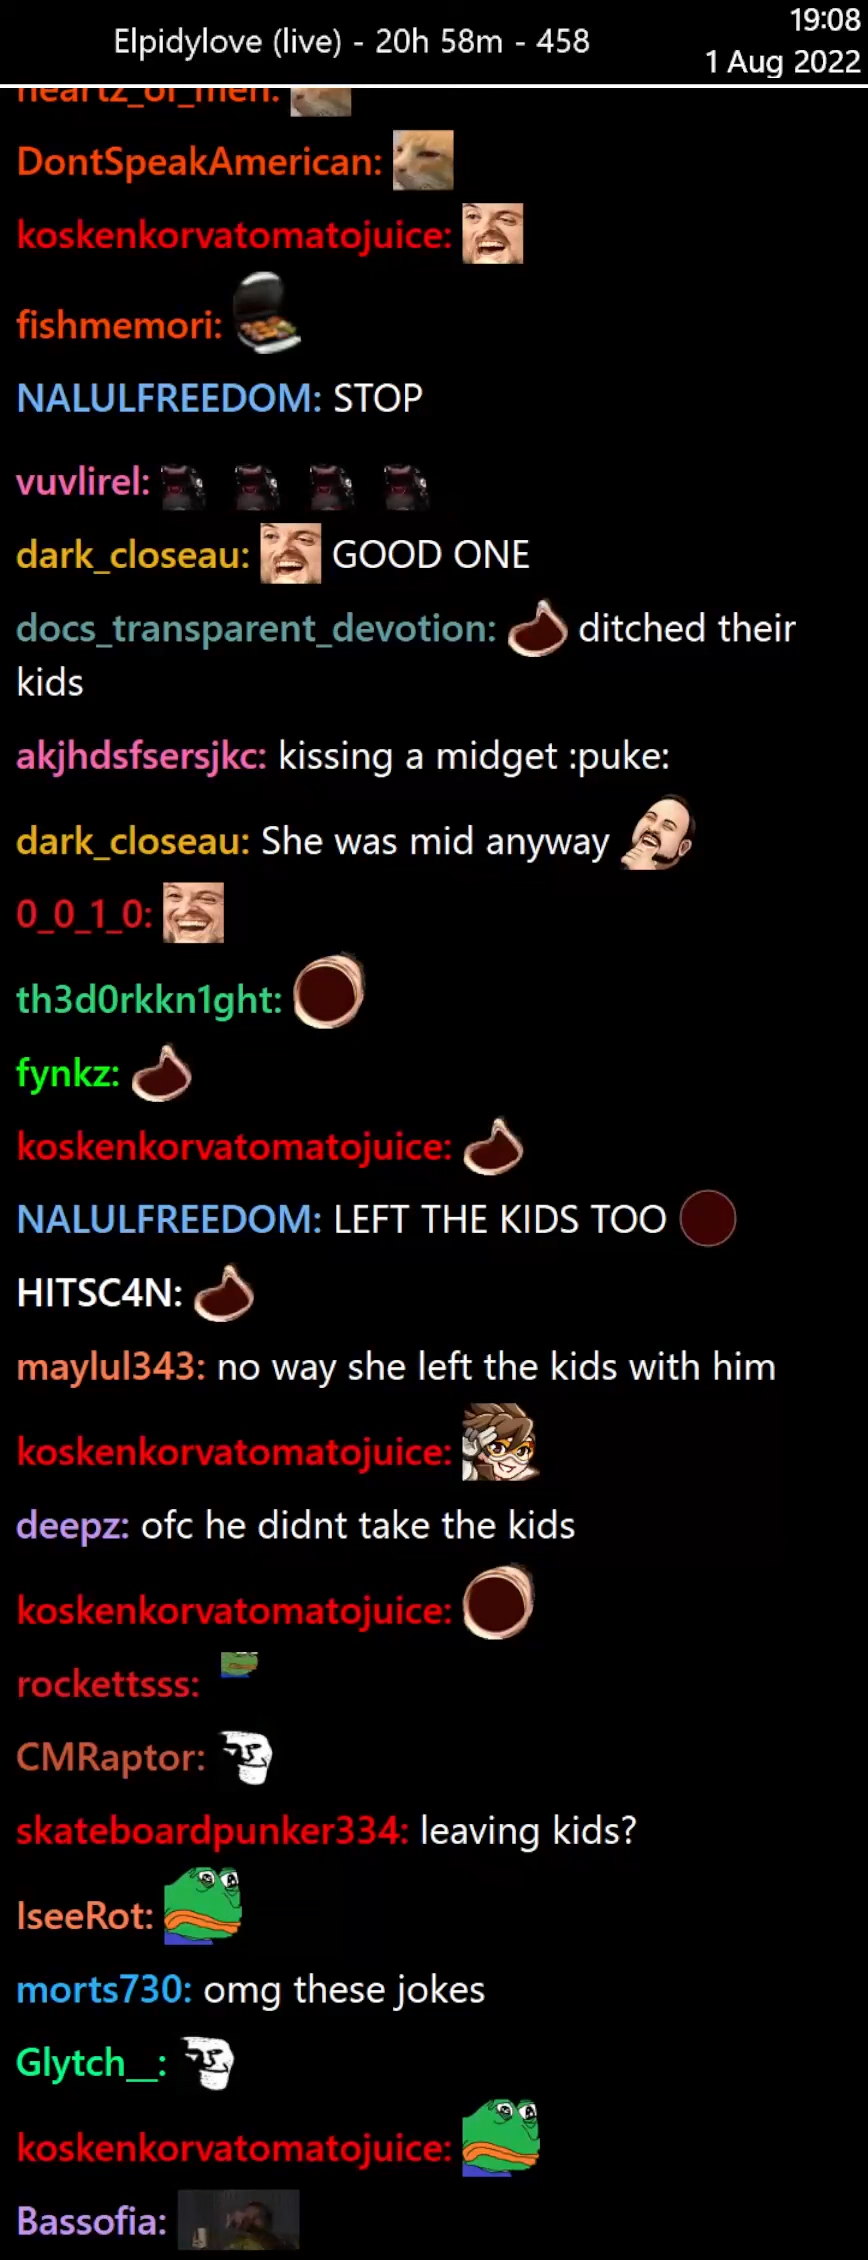 Elpidylove (live) - 20h 58m - 458
19:08
1 Aug 2022
heartz_of_men:
DontSpeakAmerican:
koskenkorvatomatojuice:
fishmemori:
NALULFREEDOM: STOP
vuvlirel:
dark_closeau: GOOD ONE
docs_transparent_devotion: ditched their
kids
akjhdsfsersjkc: kissing a midget :puke:
dark_closeau: She was mid anyway
0_0_1_0:
th3d0rkkn1ght:
fynkz:
koskenkorvatomatojuice:
NALULFREEDOM: LEFT THE KIDS TOO
HITSC4N:
maylul343: no way she left the kids with him
koskenkorvatomatojuice:
deepz: ofc he didnt take the kids
koskenkorvatomatojuice:
rockettsss:
CMRaptor:
skateboardpunker334: leaving kids?
IseeRot:
morts730: omg these jokes
Glytch__:
koskenkorvatomatojuice:
Bassofia: